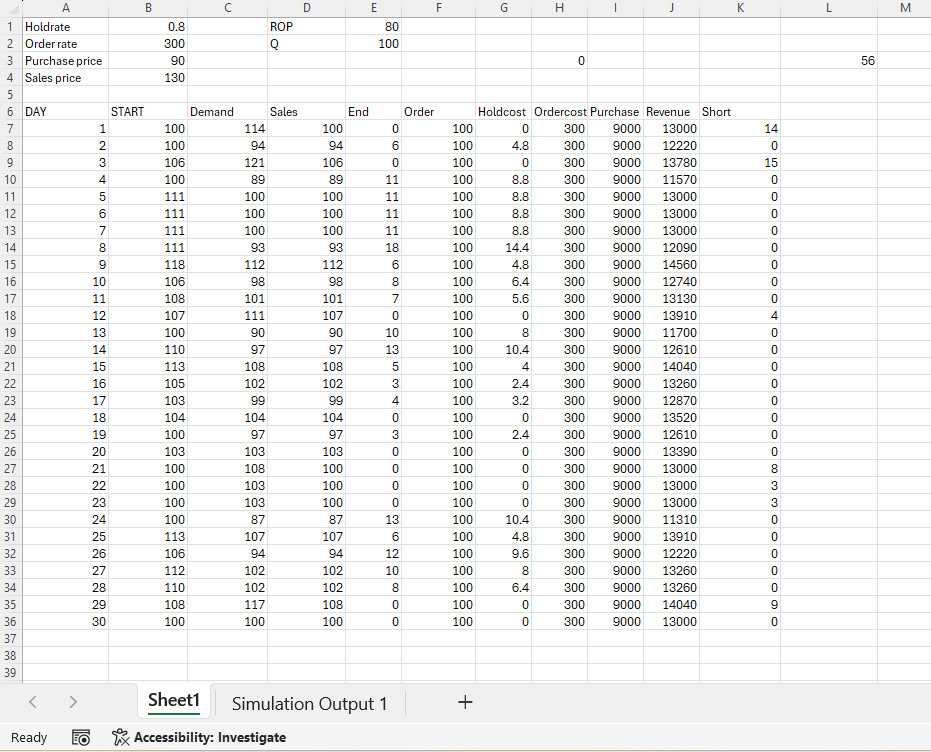 A B C D E F G H I J K L M
1 Holdrate 0.8 ROP 80
2 Order rate 300 Q 100
3 Purchase price 90 0 56
4 Sales price 130
5
6 DAY START Demand Sales End Order Holdcost Ordercost Purchase Revenue Short
7 1 100 114 100 0 100 0 300 9000 13000 14
8 2 100 94 94 6 100 4.8 300 9000 12220 0
9 3 106 121 106 0 100 0 300 9000 13780 15
10 4 100 89 89 11 100 8.8 300 9000 11570 0
11 5 111 100 100 11 100 8.8 300 9000 13000 0
12 6 111 100 100 11 100 8.8 300 9000 13000 0
13 7 111 100 100 11 100 8.8 300 9000 13000 0
14 8 111 93 93 18 100 14.4 300 9000 12090 0
15 9 118 112 112 6 100 4.8 300 9000 14560 0
16 10 106 98 98 8 100 6.4 300 9000 12740 0
17 11 108 101 101 7 100 5.6 300 9000 13130 0
18 12 107 111 107 0 100 0 300 9000 13910 4
19 13 100 90 90 10 100 8 300 9000 11700 0
20 14 110 97 97 13 100 10.4 300 9000 12610 0
21 15 113 108 108 5 100 4 300 9000 14040 0
22 16 105 102 102 3 100 2.4 300 9000 13260 0
23 17 103 99 99 4 100 3.2 300 9000 12870 0
24 18 104 104 104 0 100 0 300 9000 13520 0
25 19 100 97 97 3 100 2.4 300 9000 12610 0
26 20 103 103 103 0 100 0 300 9000 13390 0
27 21 100 108 100 0 100 0 300 9000 13000 8
28 22 100 103 100 0 100 0 300 9000 13000 3
29 23 100 103 100 0 100 0 300 9000 13000 3
30 24 100 87 87 13 100 10.4 300 9000 11310 0
31 25 113 107 107 6 100 4.8 300 9000 13910 0
32 26 106 94 94 12 100 9.6 300 9000 12220 0
33 27 112 102 102 10 100 8 300 9000 13260 0
34 28 110 102 102 8 100 6.4 300 9000 13260 0
35 29 108 117 108 0 100 0 300 9000 14040 9
36 30 100 100 100 0 100 0 300 9000 13000 0
37
38
39
Sheet1 Simulation Output 1
Ready Accessibility: Investigate